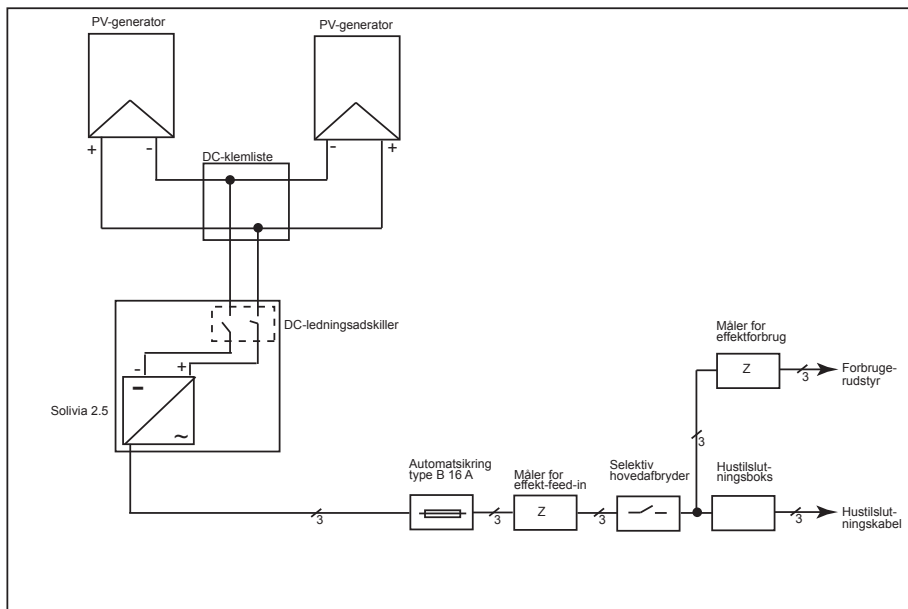 PV-generator
PV-generator
+
-
-
+
DC-klemliste
DC-ledningsadskiller
-
+
Solivia 2.5
~
Automatsikring
type B 16 A
Måler for
effekt-feed-in
Selektiv
hovedafbryder
Måler for
effektforbrug
Z
3
Forbruge-
rudstyr
3
Hustilslut-
ningsboks
3
3
Z
3
3
Hustilslut-
ningskabel